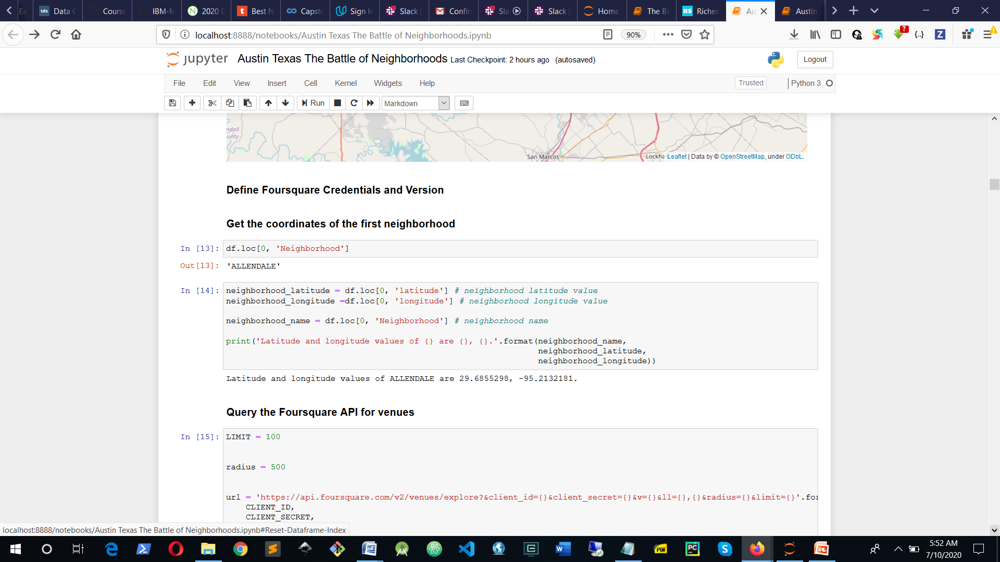 Data C
Course
IBM-M
2020 E
Best N
Capsto
Sign In
Slack
Confir
Sla
Slack
Home
The Ba
Riches
Au
Austin
localhost:8888/notebooks/Austin Texas The Battle of Neighborhoods.ipynb
90%
jupyter Austin Texas The Battle of Neighborhoods Last Checkpoint: 2 hours ago (autosaved)
Logout
File Edit View Insert Cell Kernel Widgets Help
Trusted
Python 3
Run
Markdown
ndall
ounty
San Marcos
Lockha
Leaflet | Data by © OpenStreetMap, under ODbL.
Define Foursquare Credentials and Version
Get the coordinates of the first neighborhood
In [13]: df.loc[0, 'Neighborhood']
Out[13]: 'ALLENDALE'
In [14]: neighborhood_latitude = df.loc[0, 'latitude'] # neighborhood latitude value
neighborhood_longitude =df.loc[0, 'longitude'] # neighborhood longitude value
neighborhood_name = df.loc[0, 'Neighborhood'] # neighborhood name
print('Latitude and longitude values of {} are {}, {}.'.format(neighborhood_name,
neighborhood_latitude,
neighborhood_longitude))
Latitude and longitude values of ALLENDALE are 29.6855298, -95.2132181.
Query the Foursquare API for venues
In [15]: LIMIT = 100
radius = 500
url = 'https://api.foursquare.com/v2/venues/explore?&client_id={}&client_secret={}&v={}&ll={},{}&radius={}&limit={}'.for
CLIENT_ID,
CLIENT_SECRET,
localhost:8888/notebooks/Austin Texas The Battle of Neighborhoods.ipynb#Reset-Dataframe-Index
5:52 AM
7/10/2020